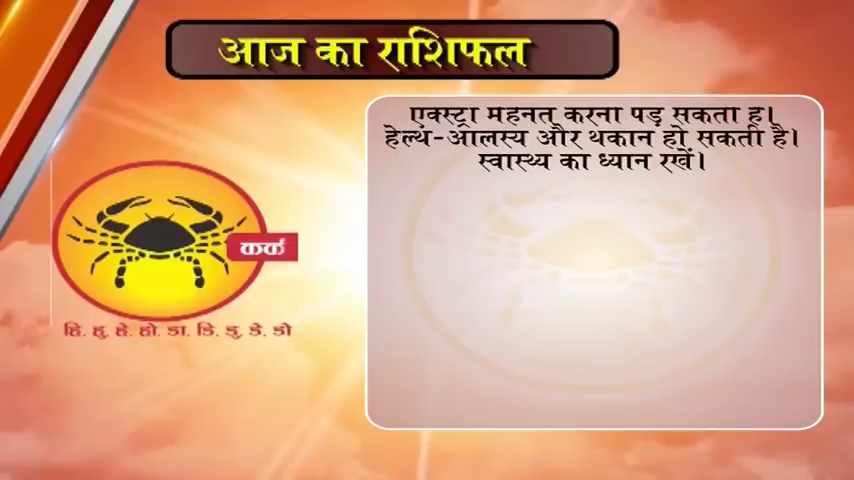 आज का राशिफल
एक्स्ट्रा महनत करना पड़ सकता ह।
हेल्थ-आलस्य और थकान हो सकती है।
स्वास्थ्य का ध्यान रखें।
कर्क
हि. हु. हे. हो. डा. डि. डु. डे. डो